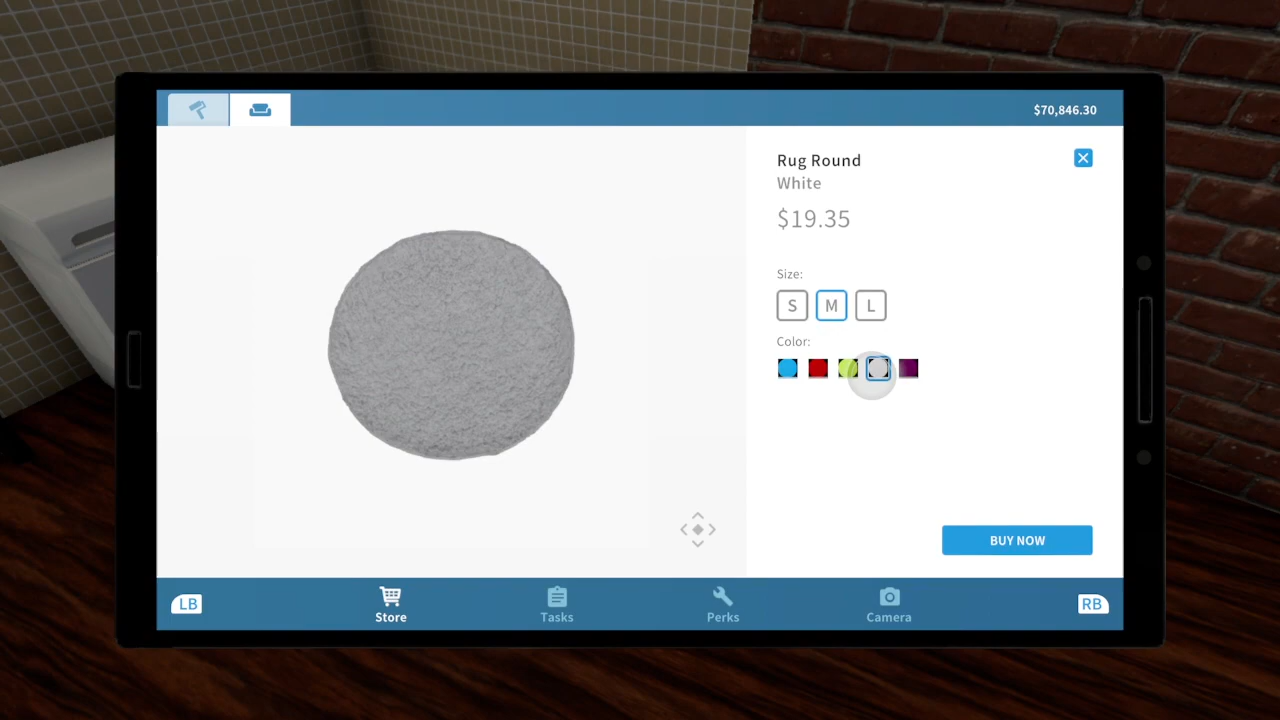 $70,846.30
Rug Round
White
$19.35
Size:
S M L
Color:
BUY NOW
LB
Store
Tasks
Perks
Camera
RB